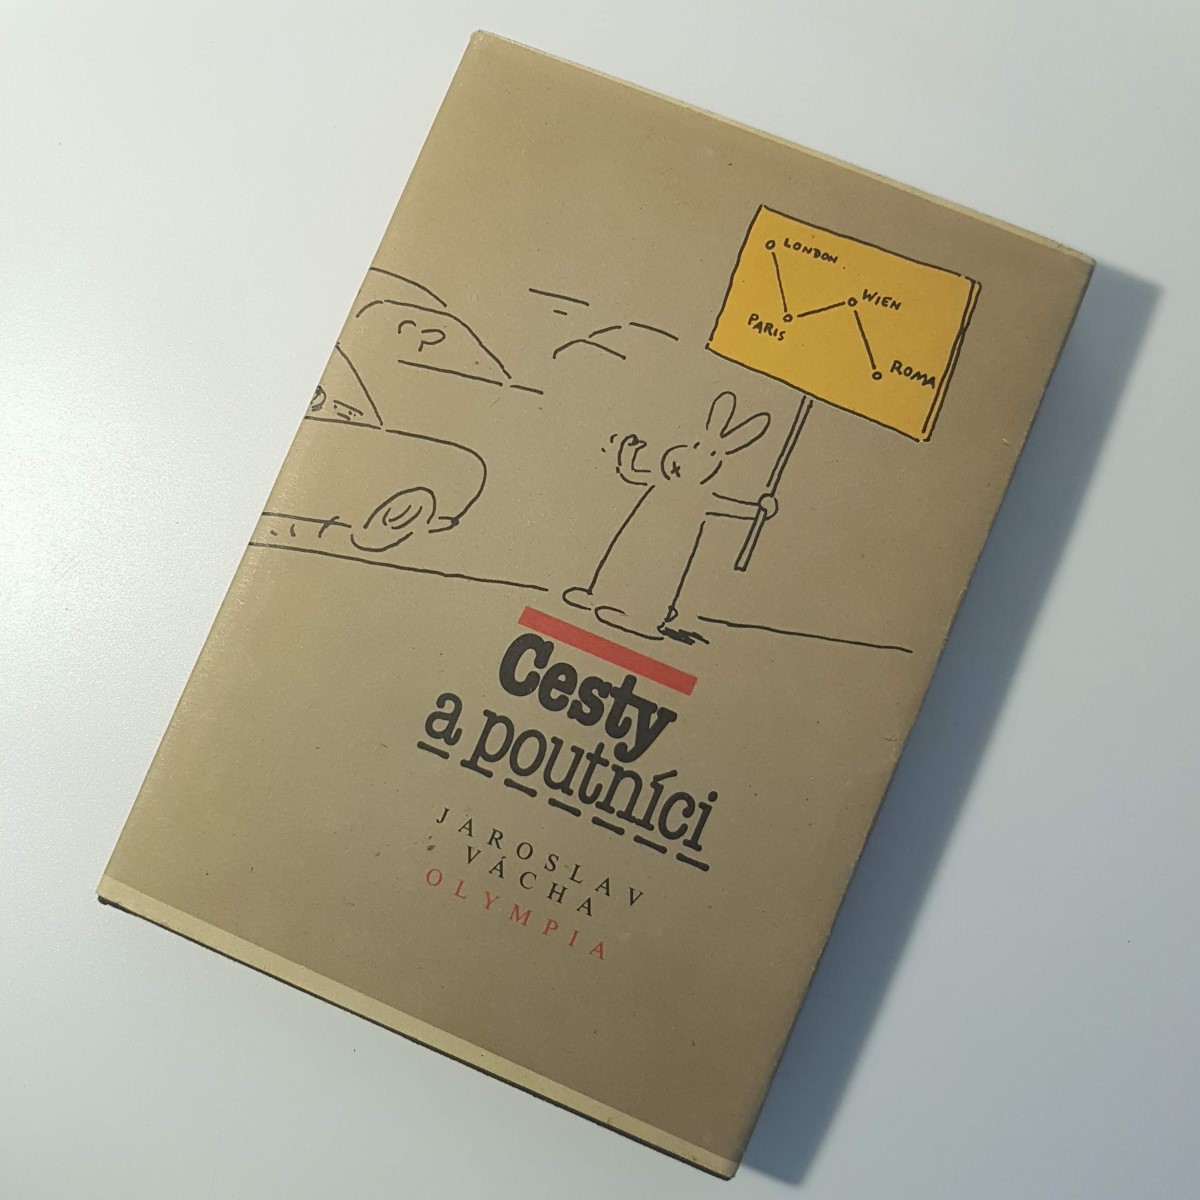 LONDON
WIEN
PARIS
ROMA
Cesty
a poutníci
JAROSLAV
VÁCHA
OLYMPIA